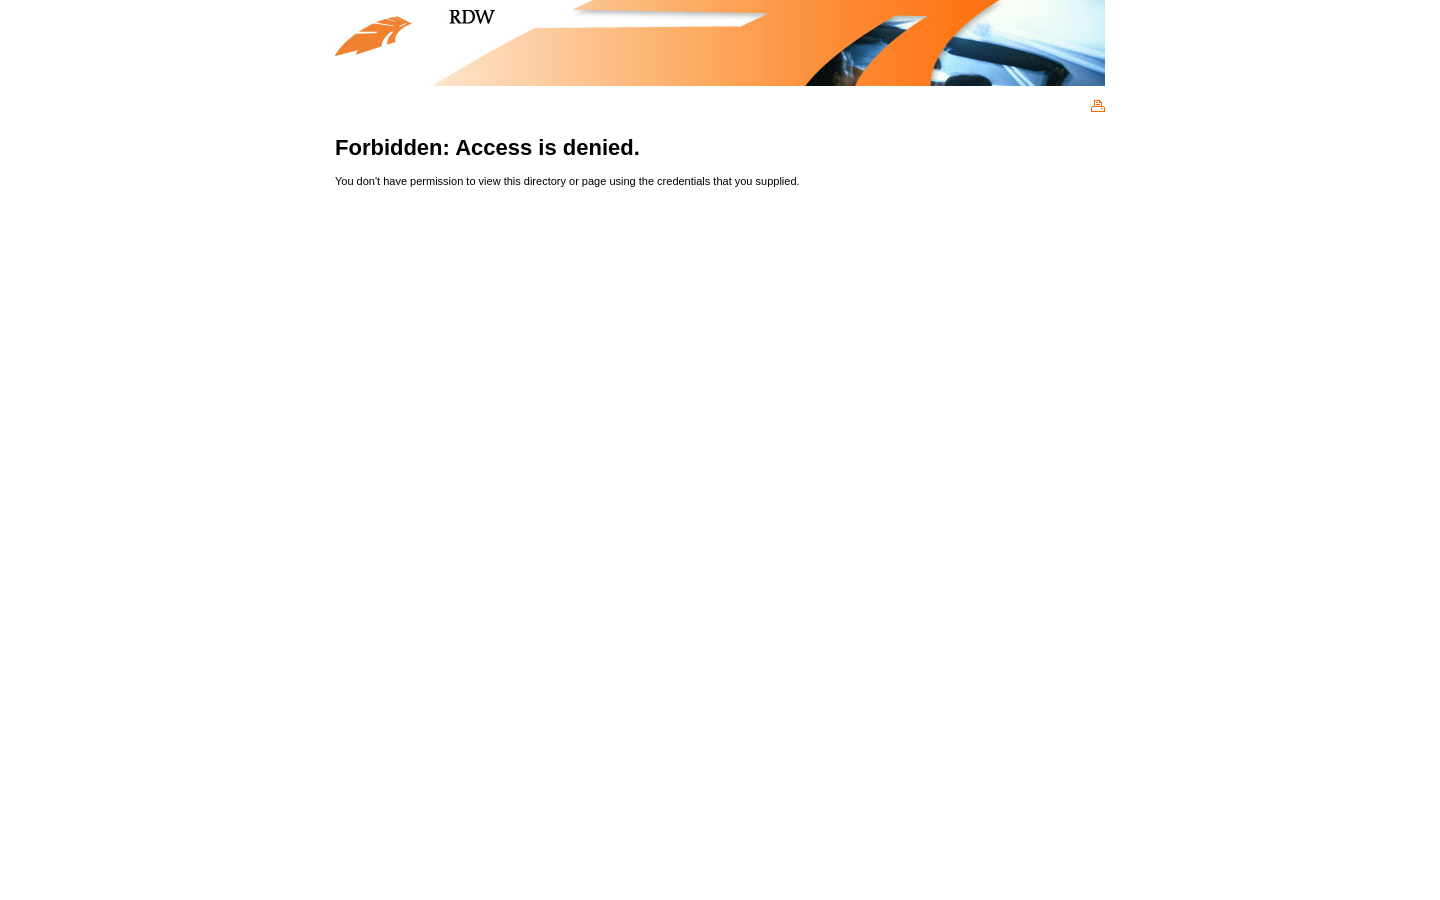 RDW
Forbidden: Access is denied.
You don't have permission to view this directory or page using the credentials that you supplied.